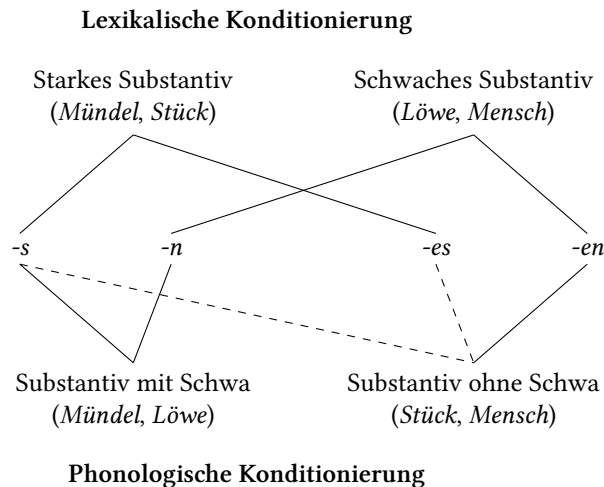 Lexikalische Konditionierung
Starkes Substantiv Schwaches Substantiv
(Mündel, Stück) (Löwe, Mensch)
-s -n -es -en
Substantiv mit Schwa Substantiv ohne Schwa
(Mündel, Löwe) (Stück, Mensch)
Phonologische Konditionierung